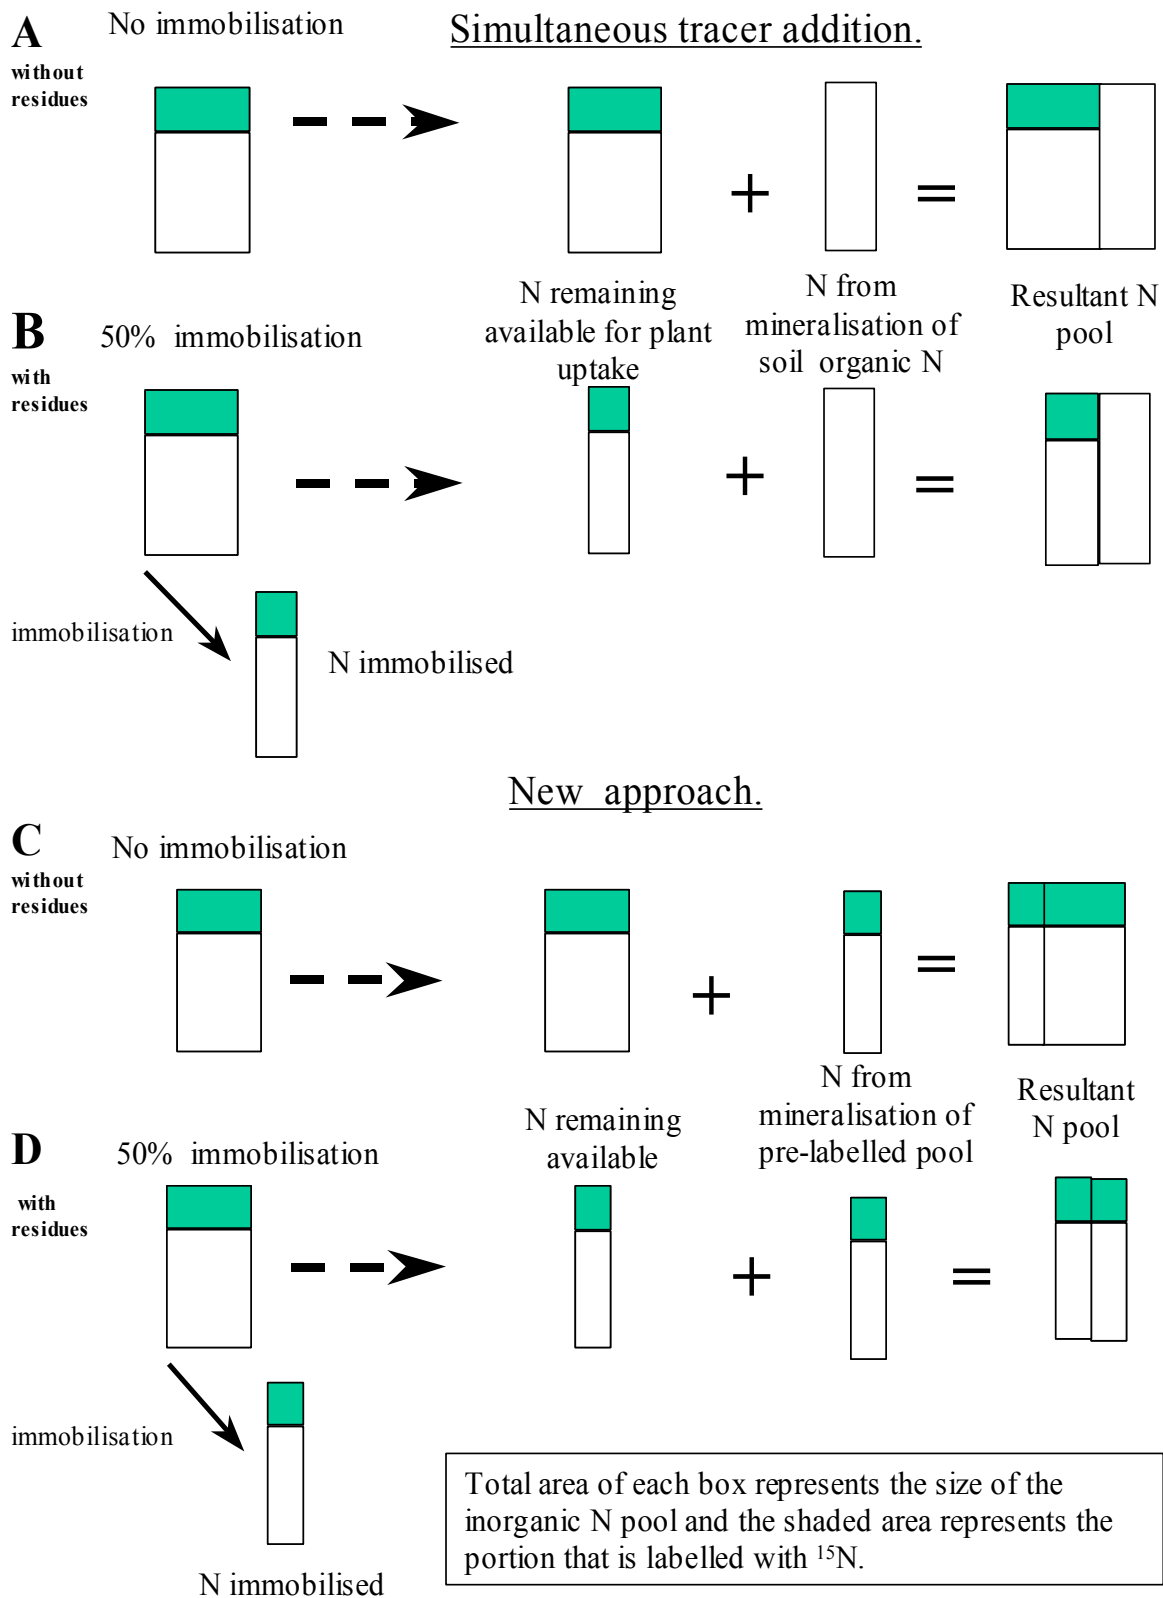 A
No immobilisation
Simultaneous tracer addition.
without
residues
+
=
N remaining
available for plant
uptake
N from
mineralisation of
soil organic N
Resultant N
pool
B
50% immobilisation
with
residues
+
=
immobilisation
N immobilised
New approach.
C
No immobilisation
without
residues
+
=
N remaining
available
N from
mineralisation of
pre-labelled pool
Resultant
N pool
D
50% immobilisation
with
residues
+
=
immobilisation
N immobilised
Total area of each box represents the size of the
inorganic N pool and the shaded area represents the
portion that is labelled with ¹⁵N.